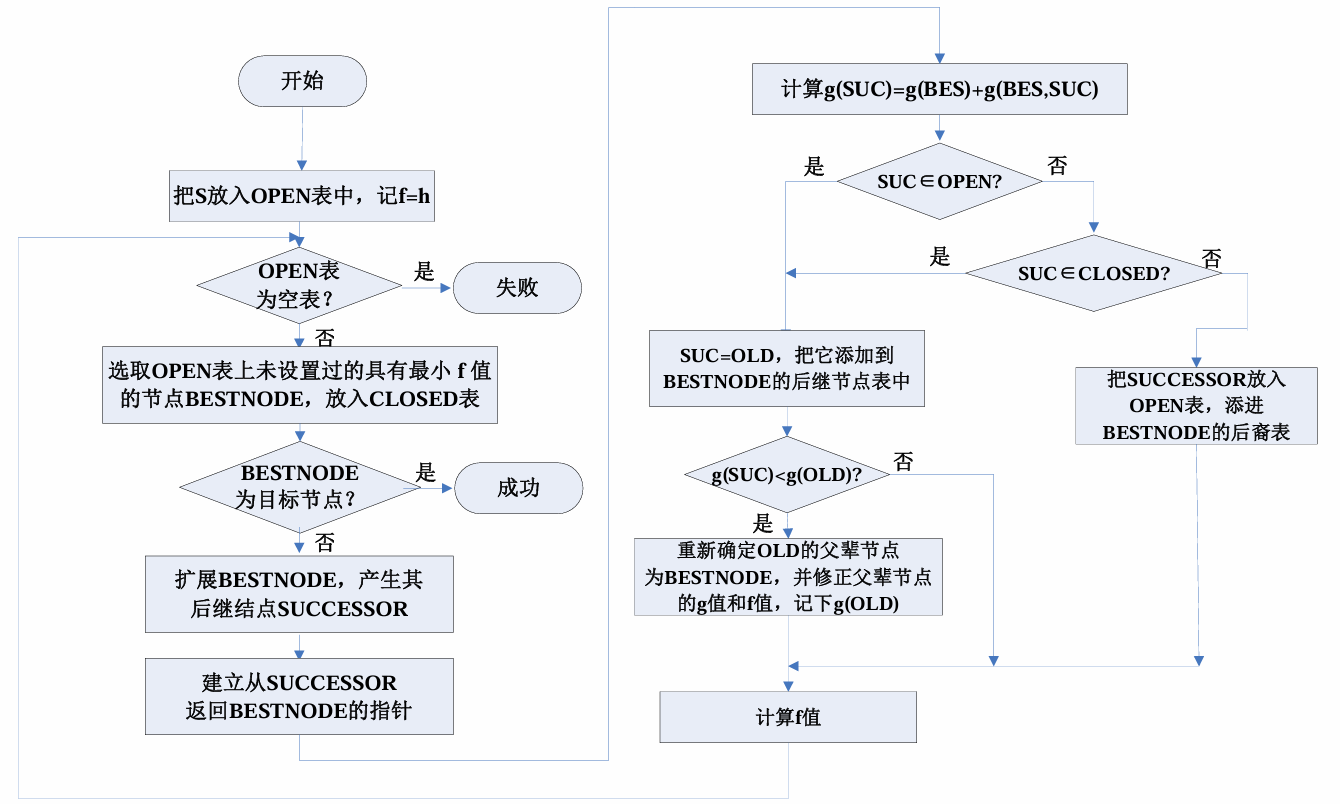 开始
把S放入OPEN表中，记f=h
OPEN表
为空表？
是
失败
否
选取OPEN表上未设置过的具有最小 f 值
的节点BESTNODE，放入CLOSED表
BESTNODE
为目标节点？
是
成功
否
扩展BESTNODE，产生其
后继结点SUCCESSOR
建立从SUCCESSOR
返回BESTNODE的指针
计算g(SUC)=g(BES)+g(BES,SUC)
是
SUC∈OPEN?
否
是
SUC∈CLOSED?
否
SUC=OLD，把它添加到
BESTNODE的后继节点表中
把SUCCESSOR放入
OPEN表，添进
BESTNODE的后裔表
g(SUC)<g(OLD)?
否
是
重新确定OLD的父辈节点
为BESTNODE，并修正父辈节点
的g值和f值，记下g(OLD)
计算f值